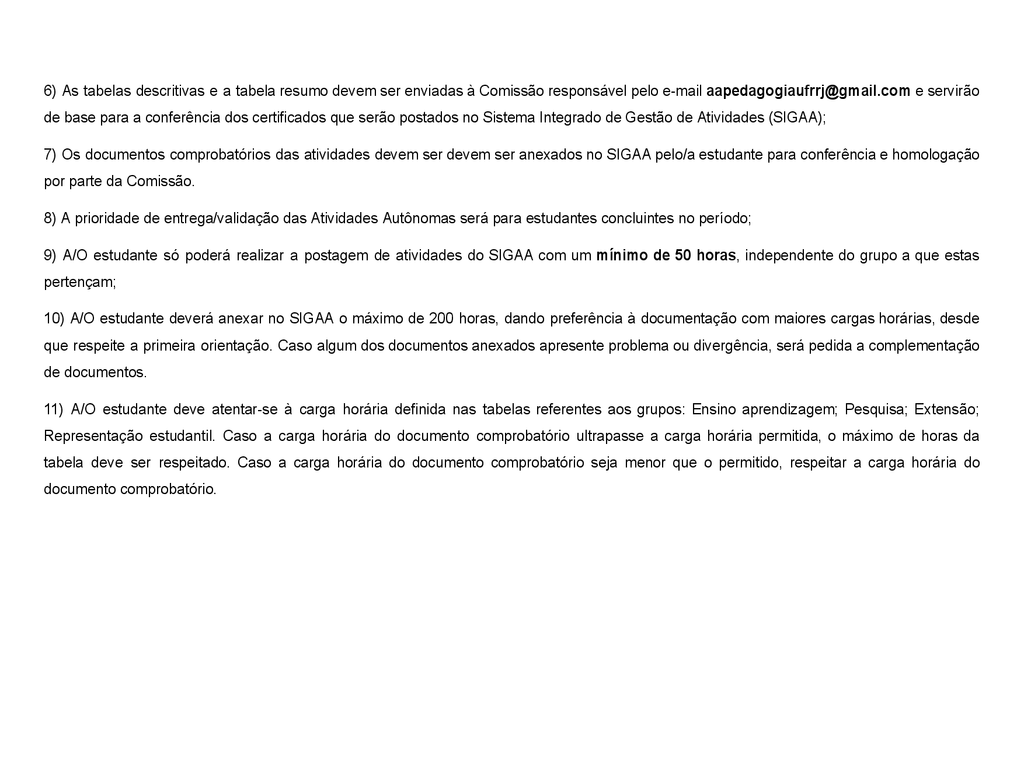 6) As tabelas descritivas e a tabela resumo devem ser enviadas à Comissão responsável pelo e-mail aapedagogiaufrrj@gmail.com e servirão
de base para a conferência dos certificados que serão postados no Sistema Integrado de Gestão de Atividades (SIGAA);
7) Os documentos comprobatórios das atividades devem ser devem ser anexados no SIGAA pelo/a estudante para conferência e homologação
por parte da Comissão.
8) A prioridade de entrega/validação das Atividades Autônomas será para estudantes concluintes no período;
9) A/O estudante só poderá realizar a postagem de atividades do SIGAA com um mínimo de 50 horas, independente do grupo a que estas
pertençam;
10) A/O estudante deverá anexar no SIGAA o máximo de 200 horas, dando preferência à documentação com maiores cargas horárias, desde
que respeite a primeira orientação. Caso algum dos documentos anexados apresente problema ou divergência, será pedida a complementação
de documentos.
11) A/O estudante deve atentar-se à carga horária definida nas tabelas referentes aos grupos: Ensino aprendizagem; Pesquisa; Extensão;
Representação estudantil. Caso a carga horária do documento comprobatório ultrapasse a carga horária permitida, o máximo de horas da
tabela deve ser respeitado. Caso a carga horária do documento comprobatório seja menor que o permitido, respeitar a carga horária do
documento comprobatório.